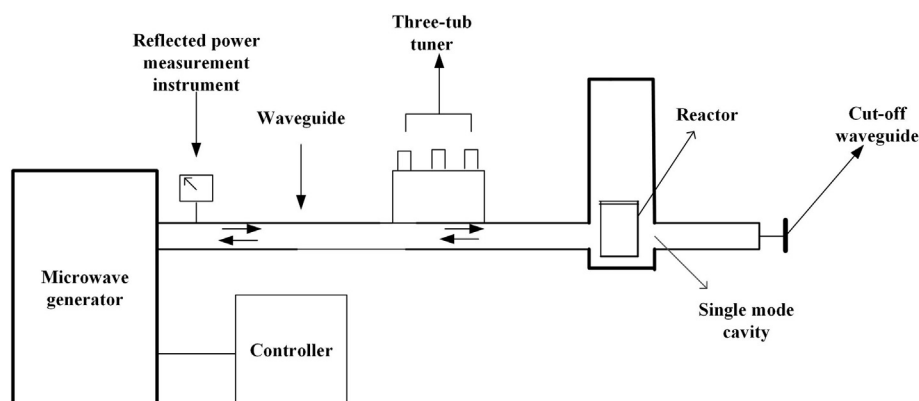 Three-tub
tuner
Reflected power
measurement
instrument
Waveguide
Reactor
Cut-off
waveguide
Microwave
generator
Controller
Single mode
cavity